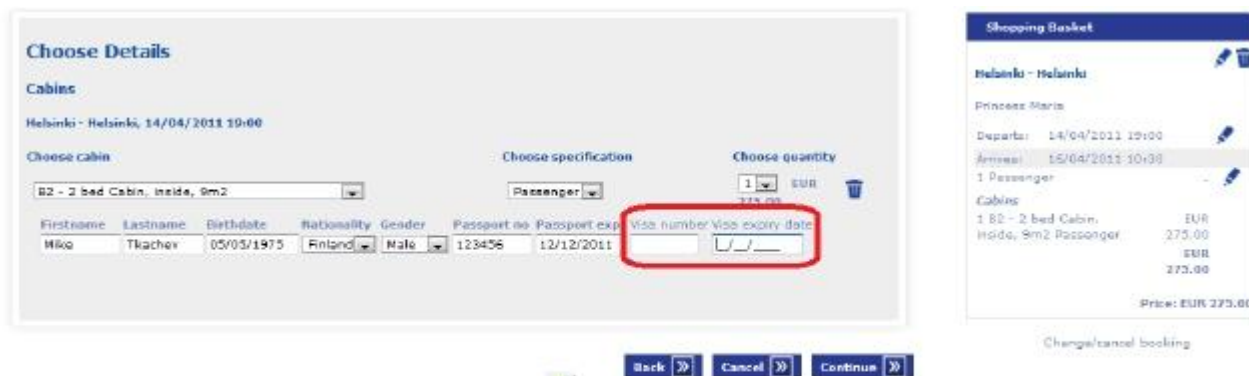 Choose Details
Cabins
Helsinki - Helsinki, 14/04/2011 19:00
Choose cabin Choose specification Choose quantity
B2 - 2 bed Cabin, inside, 9m2 Passenger 1 EUR
275.00
Firstname Lastname Birthdate Nationality Gender Passport no Passport exp Visa number Visa expiry date
Mike Tkachev 05/05/1975 Finland Male 123456 12/12/2011 __/__/____
Back Cancel Continue
Shopping Basket
Helsinki - Helsinki
Princess Maria
Departs: 14/04/2011 19:00
Arrives: 16/04/2011 10:30
1 Passenger
Cabins
1 B2 - 2 bed Cabin, EUR
inside, 9m2 Passenger 275.00
EUR
275.00
Price: EUR 275.00
Change/cancel booking